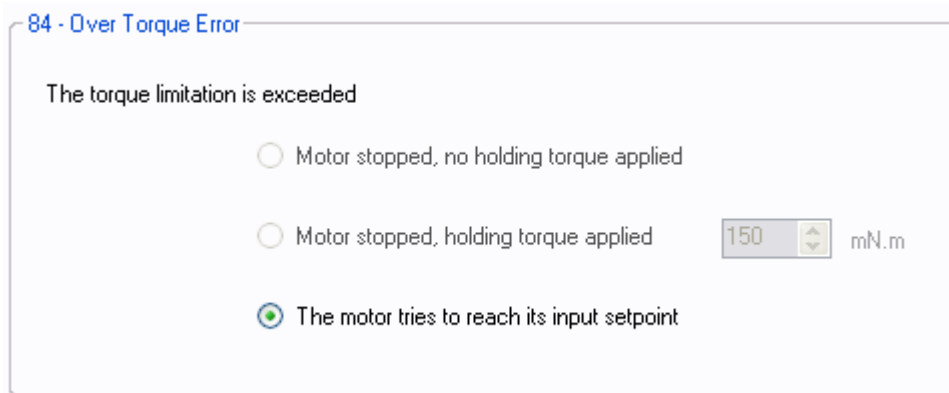 84 - Over Torque Error
The torque limitation is exceeded
Motor stopped, no holding torque applied
Motor stopped, holding torque applied 150 mN.m
The motor tries to reach its input setpoint